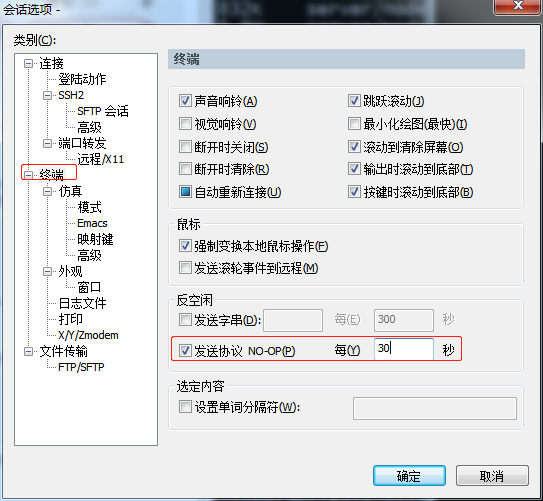 会话选项 -
server/node
类别(C):
连接
登陆动作
SSH2
SFTP 会话
高级
端口转发
远程/X11
终端
仿真
模式
Emacs
映射键
高级
外观
窗口
日志文件
打印
X/Y/Zmodem
文件传输
FTP/SFTP
终端
声音响铃(A) 跳跃滚动(J)
视觉响铃(V) 最小化绘图(最快)(I)
断开时关闭(S) 滚动到清除屏幕(O)
断开时清除(R) 输出时滚动到底部(T)
自动重新连接(U) 按键时滚动到底部(B)
鼠标
强制变换本地鼠标操作(F)
发送滚轮事件到远程(M)
反空闲
发送字串(D): 每(E) 300 秒
发送协议 NO-OP(P) 每(Y) 30 秒
选定内容
设置单词分隔符(W):
确定 取消